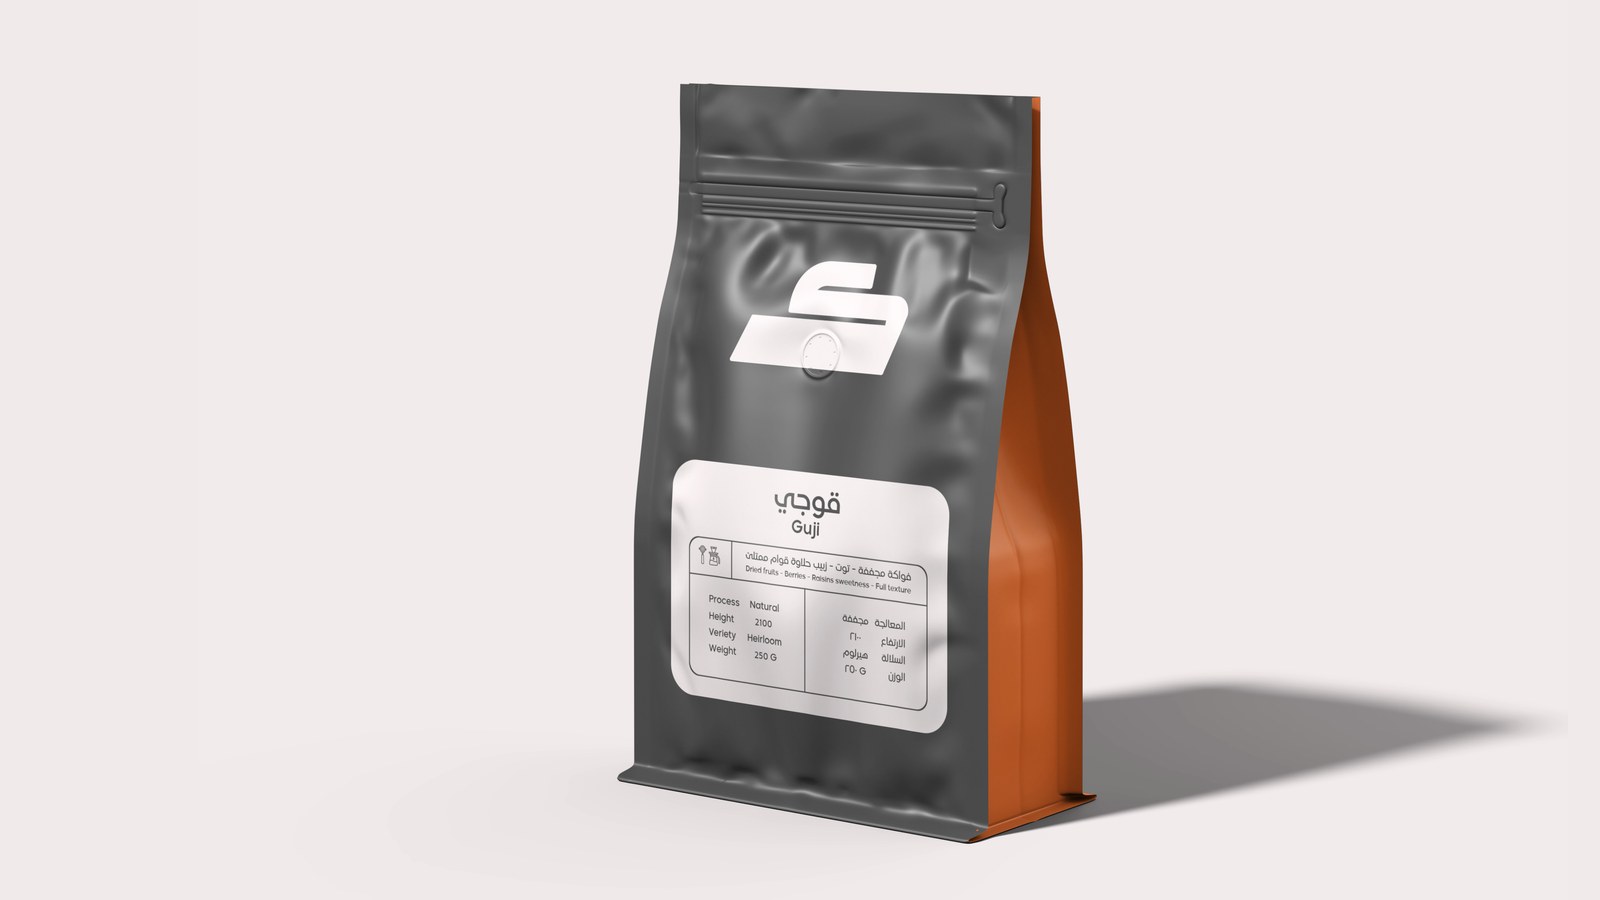 قوجي
Guji
فواكة مجففة - توت - زبيب حلاوة قوام ممتلئ
Dried fruits - Berries - Raisins sweetness - Full texture
Process Natural
Height 2100
Veriety Heirloom
Weight 250 G
المعالجة مجففة
الارتفاع ٢١٠٠
السلالة هيرلوم
الوزن ٢٥٠ G